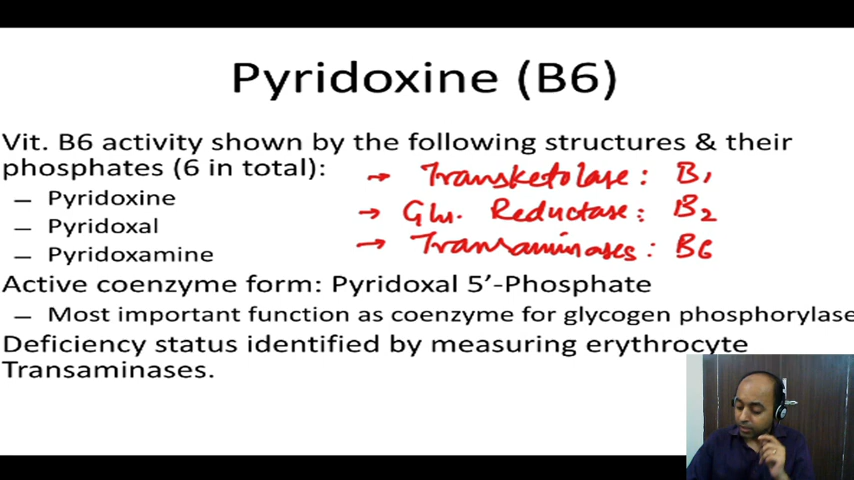 Pyridoxine (B6)
Vit. B6 activity shown by the following structures & their
phosphates (6 in total):
→ Transketolase: B1
– Pyridoxine
→ Glu. Reductase: B2
– Pyridoxal
→ Transaminases: B6
– Pyridoxamine
Active coenzyme form: Pyridoxal 5’-Phosphate
– Most important function as coenzyme for glycogen phosphorylase
Deficiency status identified by measuring erythrocyte
Transaminases.